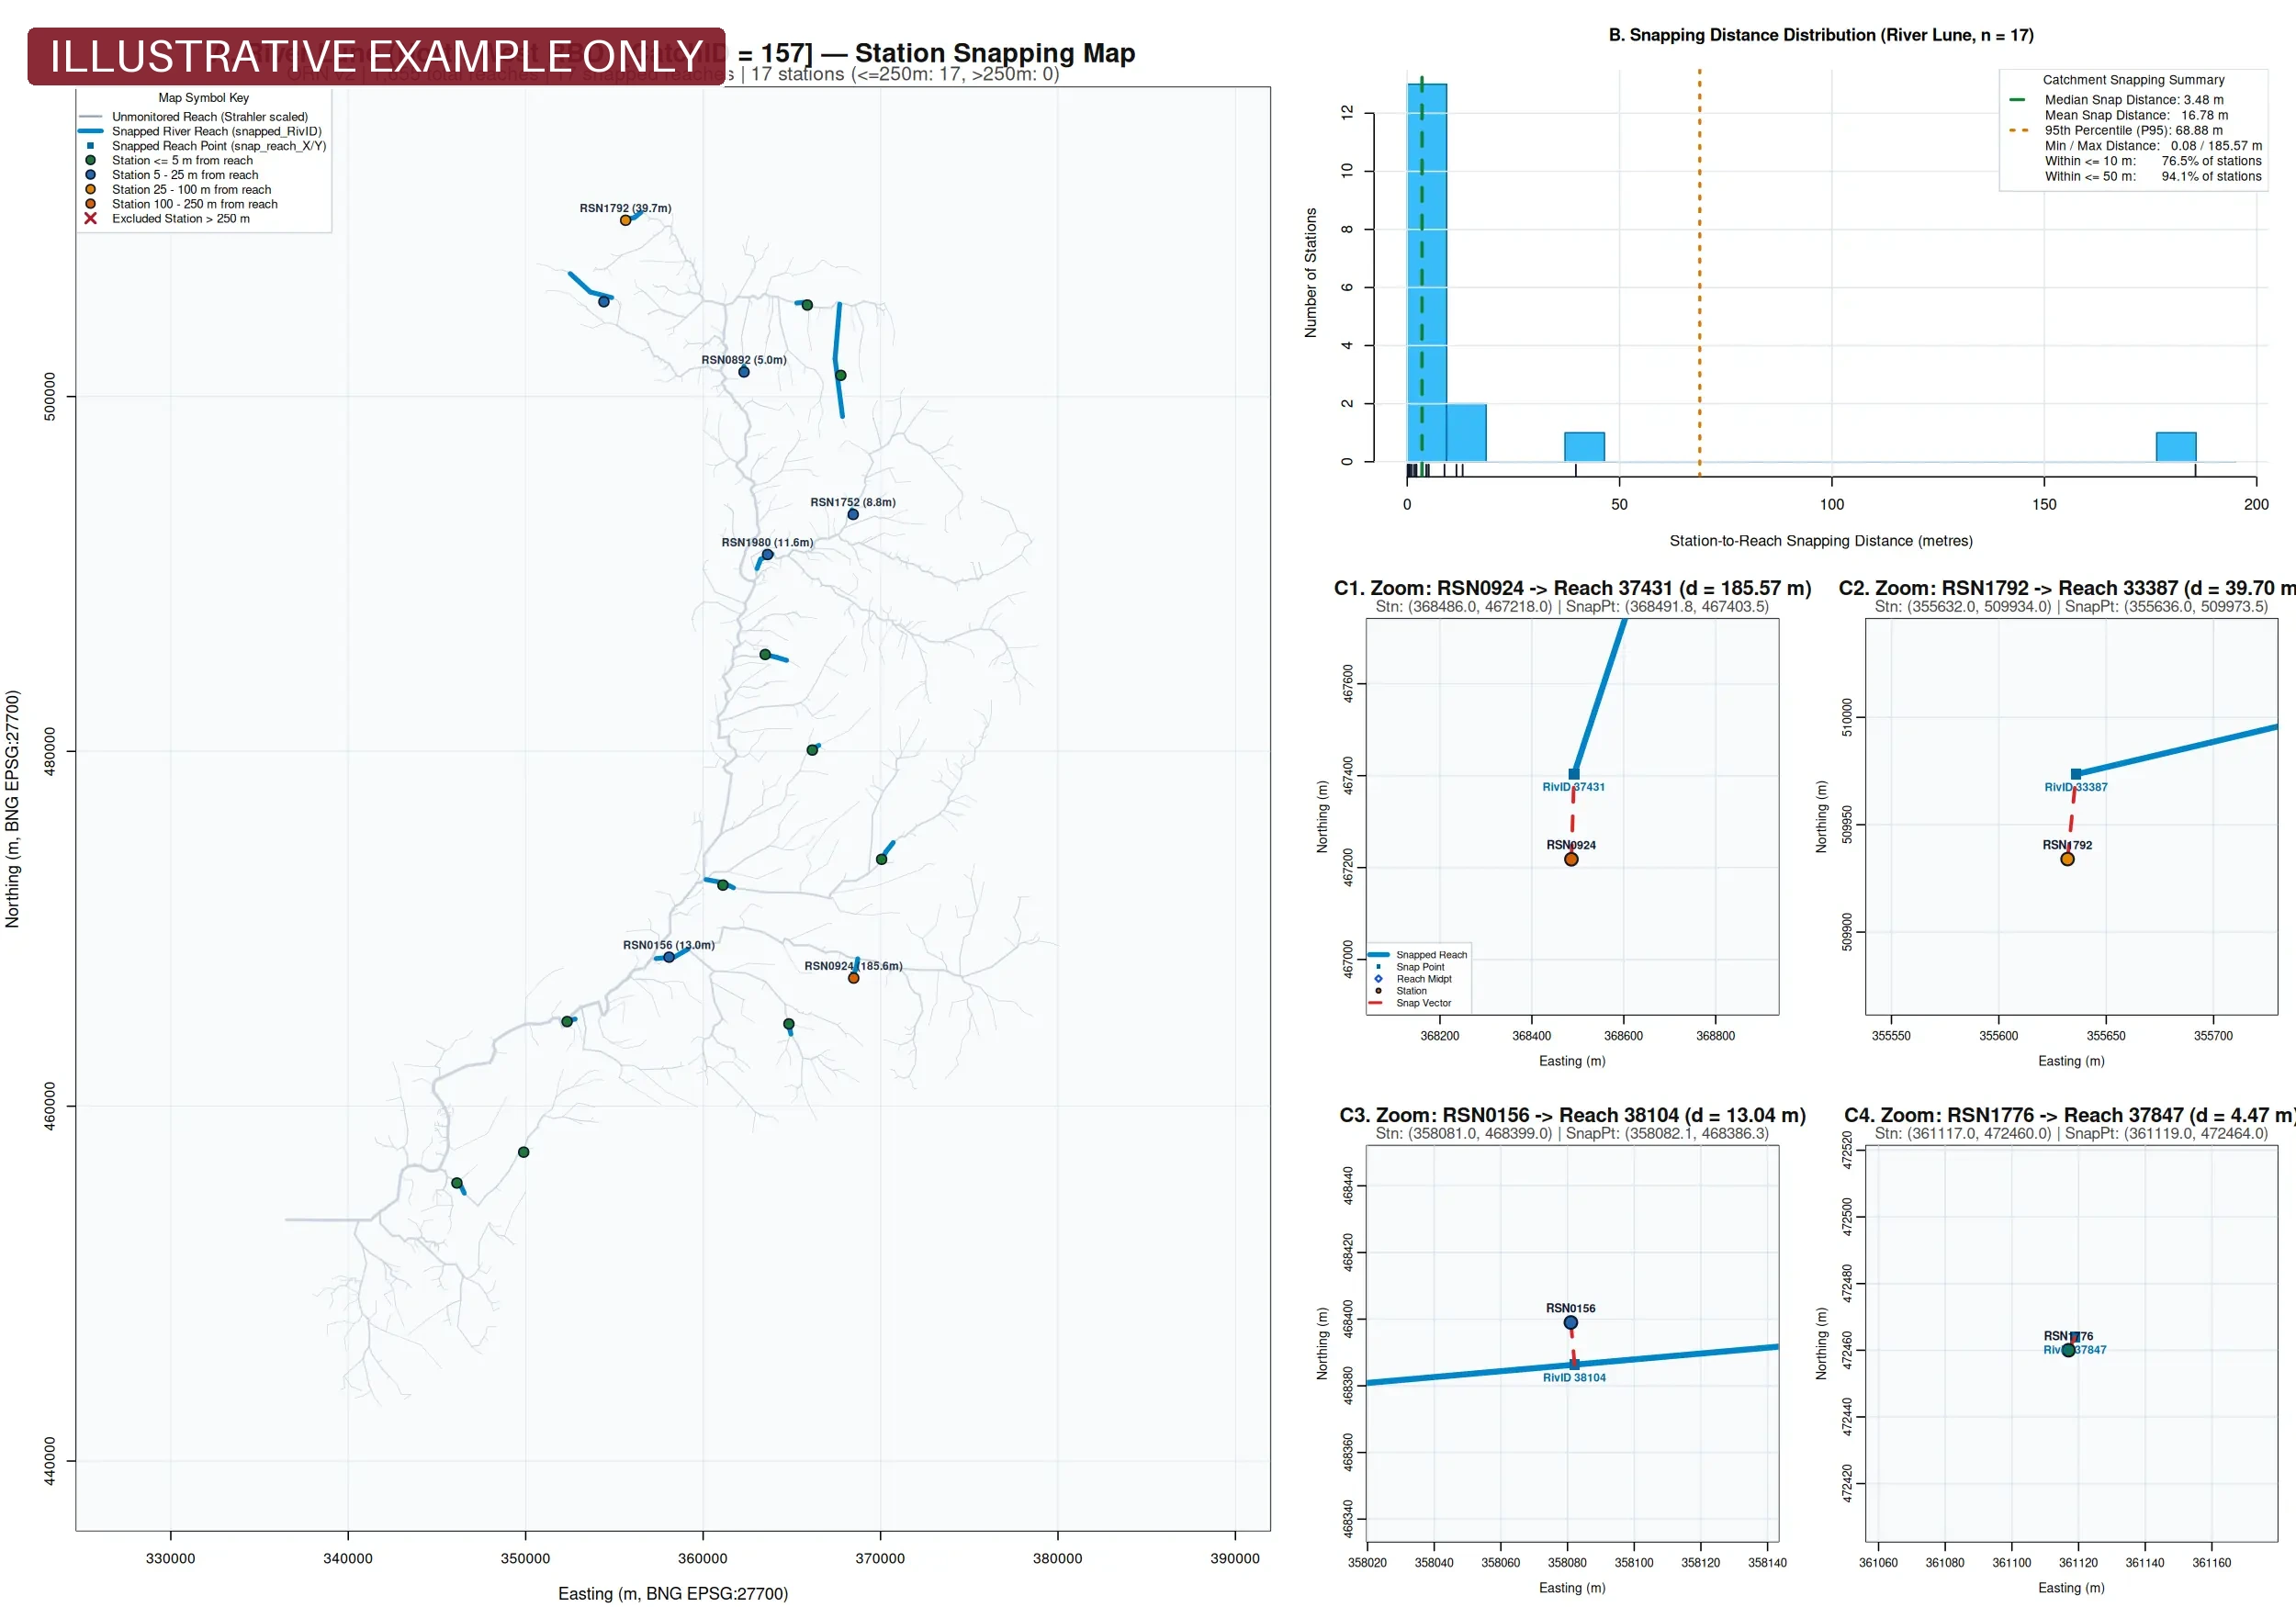 ILLUSTRATIVE EXAMPLE ONLY
= 157] — Station Snapping Map
| 17 stations (<=250m: 17, >250m: 0)
Map Symbol Key
Unmonitored Reach (Strahler scaled)
Snapped River Reach (snapped_RivID)
Snapped Reach Point (snap_reach_X/Y)
Station <= 5 m from reach
Station 5 - 25 m from reach
Station 25 - 100 m from reach
Station 100 - 250 m from reach
Excluded Station > 250 m
RSN1792 (39.7m)
RSN0892 (5.0m)
RSN1752 (8.8m)
RSN1980 (11.6m)
RSN0156 (13.0m)
RSN0924 (185.6m)
500000
480000
460000
440000
Northing (m, BNG EPSG:27700)
330000 340000 350000 360000 370000 380000 390000
Easting (m, BNG EPSG:27700)
B. Snapping Distance Distribution (River Lune, n = 17)
Catchment Snapping Summary
Median Snap Distance: 3.48 m
Mean Snap Distance: 16.78 m
95th Percentile (P95): 68.88 m
Min / Max Distance: 0.08 / 185.57 m
Within <= 10 m: 76.5% of stations
Within <= 50 m: 94.1% of stations
12
10
8
6
4
2
0
Number of Stations
0 50 100 150 200
Station-to-Reach Snapping Distance (metres)
C1. Zoom: RSN0924 -> Reach 37431 (d = 185.57 m)
Stn: (368486.0, 467218.0) | SnapPt: (368491.8, 467403.5)
467600
467400
467200
467000
Northing (m)
RivID 37431
RSN0924
Snapped Reach
Snap Point
Reach Midpt
Station
Snap Vector
368200 368400 368600 368800
Easting (m)
C2. Zoom: RSN1792 -> Reach 33387 (d = 39.70 m
Stn: (355632.0, 509934.0) | SnapPt: (355636.0, 509973.5)
510000
509950
509900
Northing (m)
RivID 33387
RSN1792
355550 355600 355650 355700
Easting (m)
C3. Zoom: RSN0156 -> Reach 38104 (d = 13.04 m)
Stn: (358081.0, 468399.0) | SnapPt: (358082.1, 468386.3)
468440
468420
468400
468380
468360
468340
Northing (m)
RSN0156
RivID 38104
358020 358040 358060 358080 358100 358120 358140
Easting (m)
C4. Zoom: RSN1776 -> Reach 37847 (d = 4.47 m)
Stn: (361117.0, 472460.0) | SnapPt: (361119.0, 472464.0)
472520
472500
472480
472460
472440
472420
Northing (m)
RSN1776
RivID 37847
361060 361080 361100 361120 361140 361160
Easting (m)